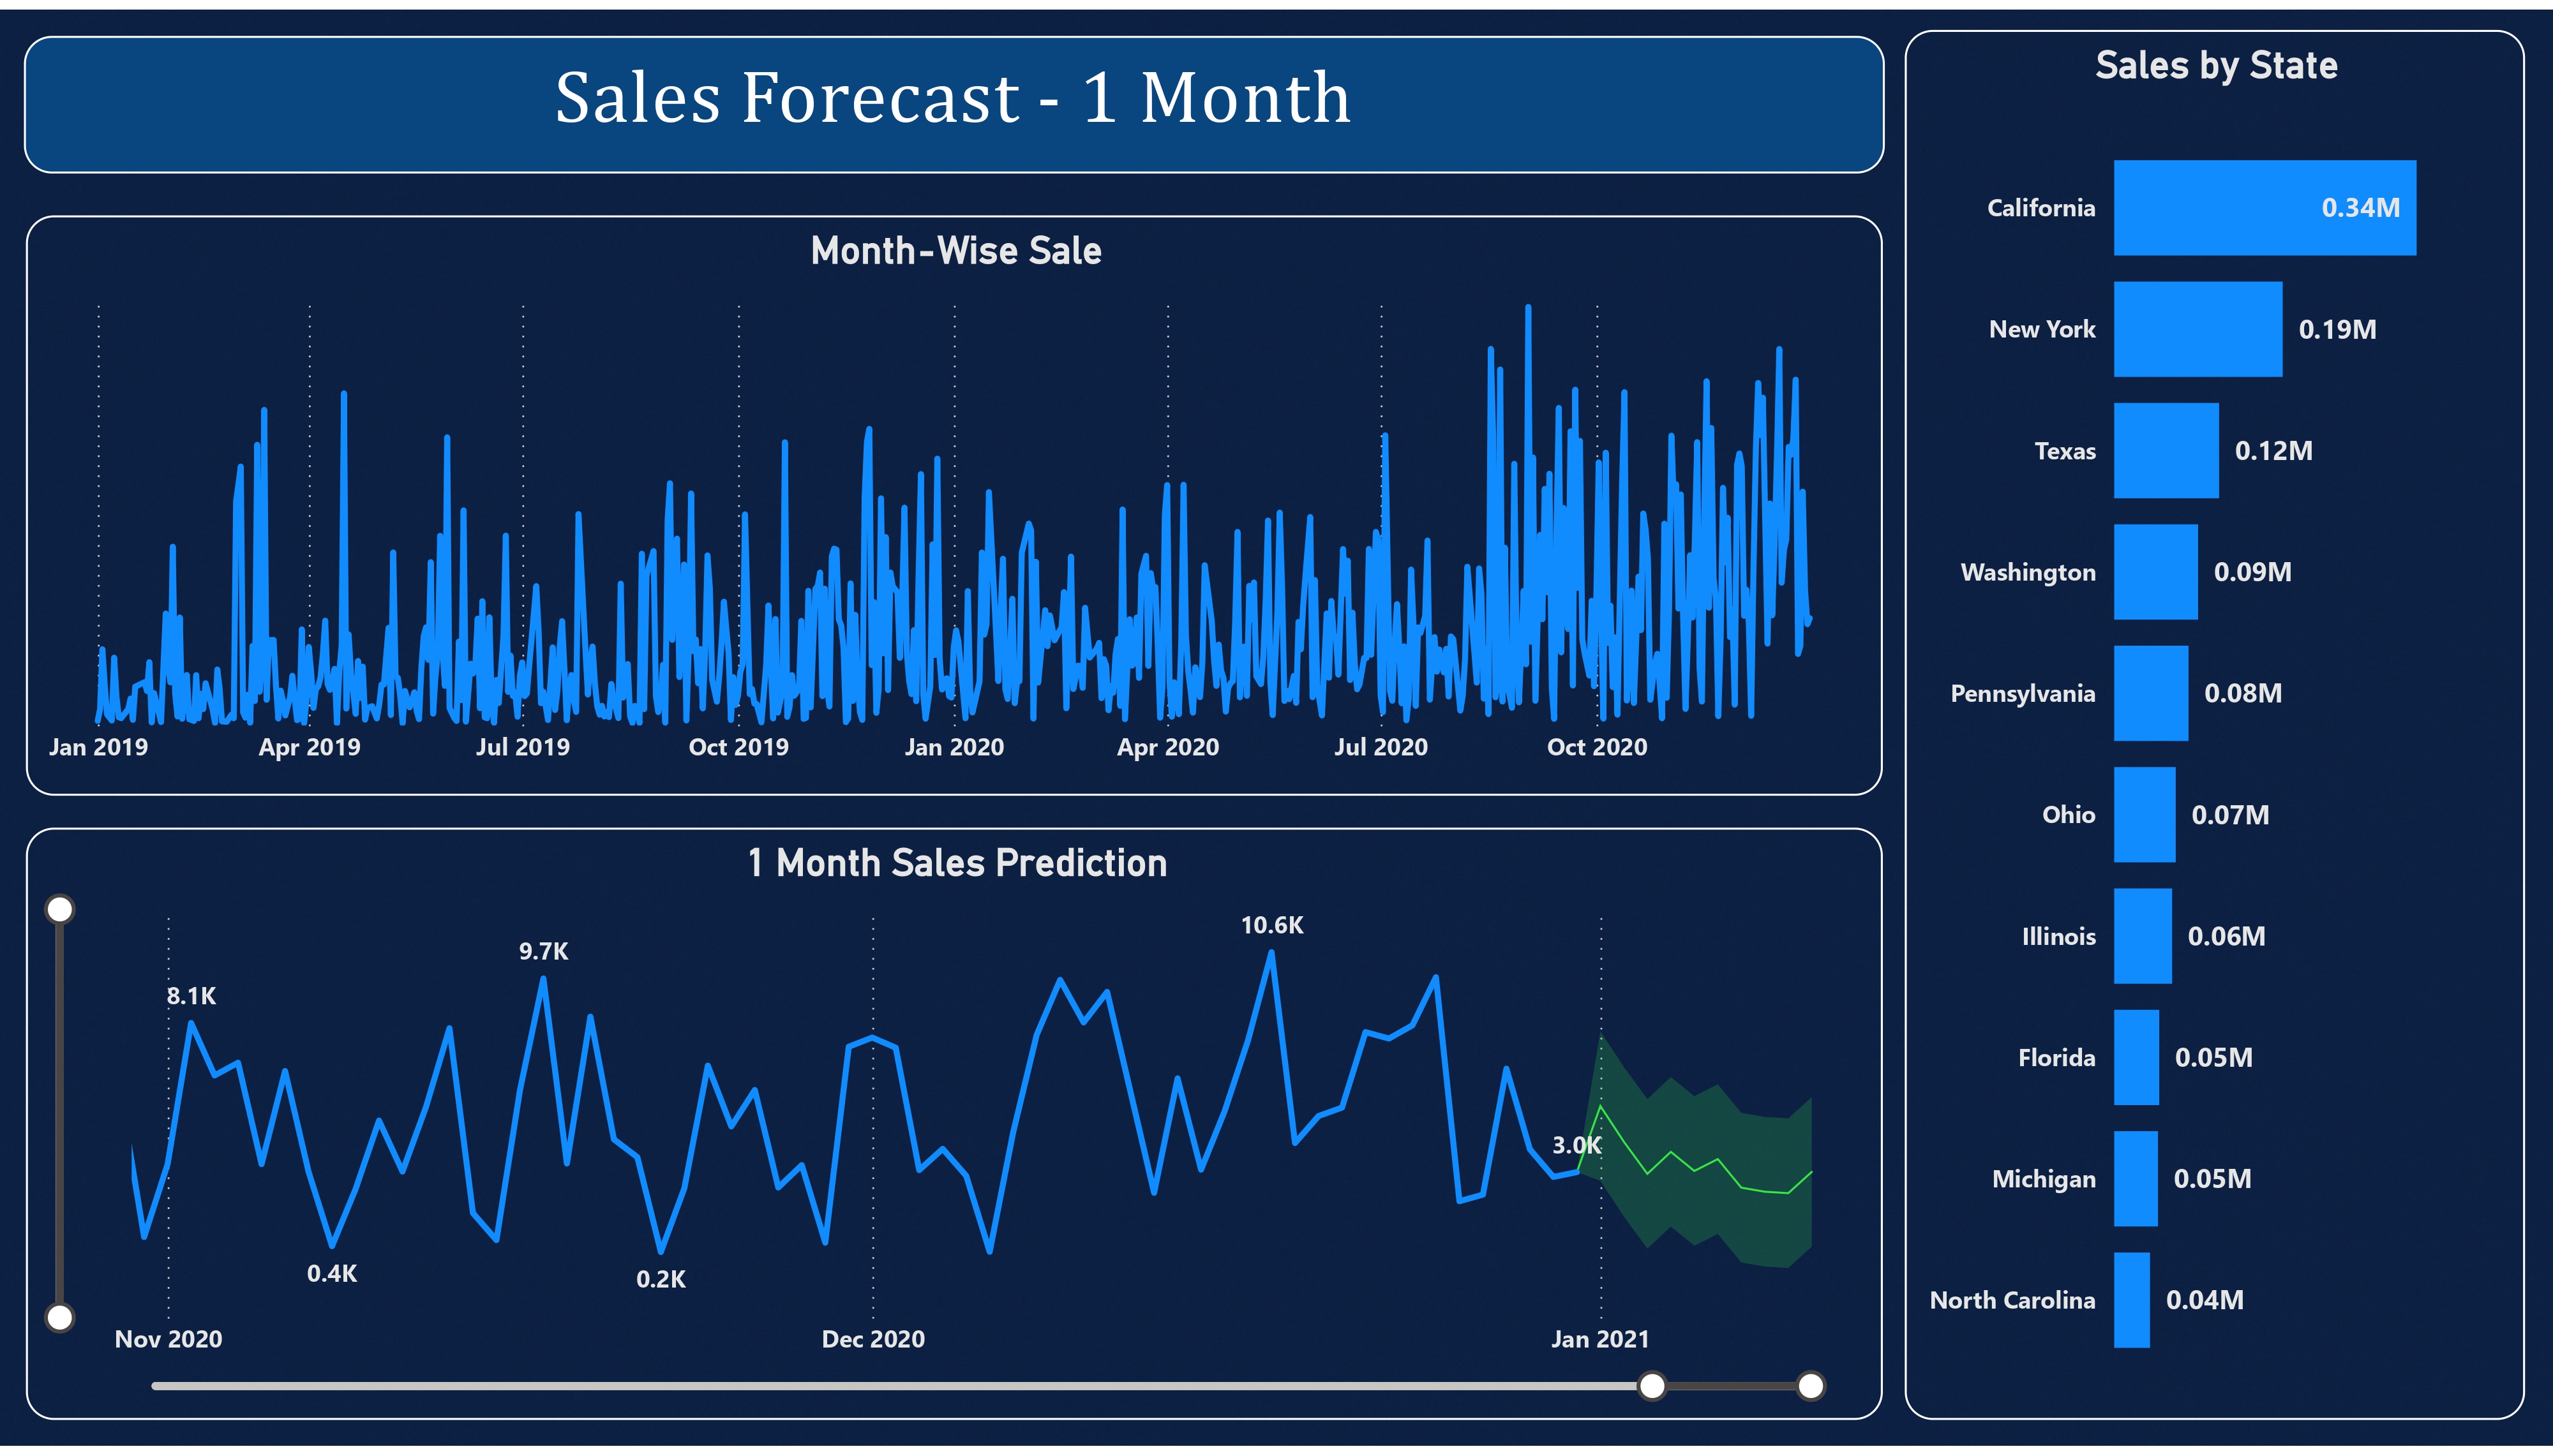 Sales Forecast - 1 Month
Month-Wise Sale
Jan 2019 Apr 2019 Jul 2019 Oct 2019 Jan 2020 Apr 2020 Jul 2020 Oct 2020
1 Month Sales Prediction
10.6K
9.7K
8.1K
3.0K
0.4K
0.2K
Nov 2020 Dec 2020 Jan 2021
Sales by State
California 0.34M
New York 0.19M
Texas 0.12M
Washington 0.09M
Pennsylvania 0.08M
Ohio 0.07M
Illinois 0.06M
Florida 0.05M
Michigan 0.05M
North Carolina 0.04M